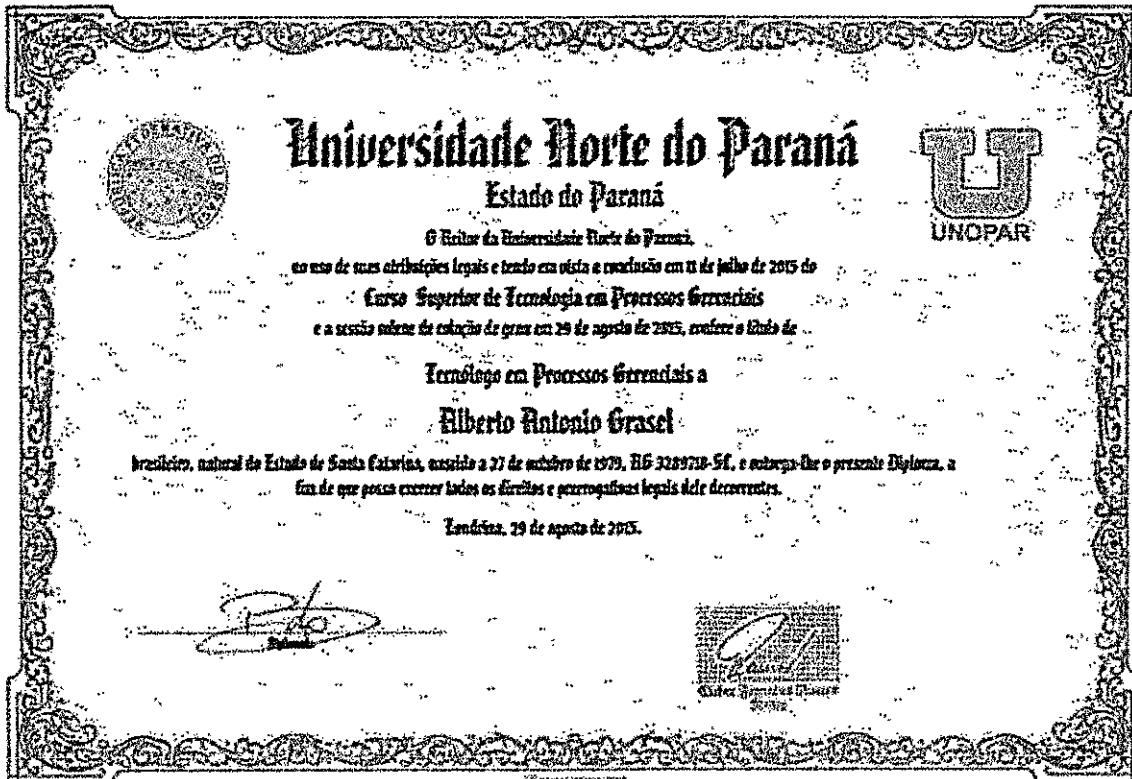 REPÚBLICA FEDERATIVA DO BRASIL
Universidade Norte do Paraná
UNOPAR
Estado do Paraná
O Reitor da Universidade Norte do Paraná,
no uso de suas atribuições legais e tendo em vista a conclusão em 11 de julho de 2015 do
Curso Superior de Tecnologia em Processos Gerenciais
e a sessão solene de colação de grau em 29 de agosto de 2015, confere o título de
Tecnólogo em Processos Gerenciais a
Alberto Antonio Grasel
brasileiro, natural do Estado de Santa Catarina, nascido a 27 de outubro de 1979, RG -SC, e outorga-lhe o presente Diploma, a
fim de que possa exercer todos os direitos e prerrogativas legais dele decorrentes.
Londrina, 29 de agosto de 2015.